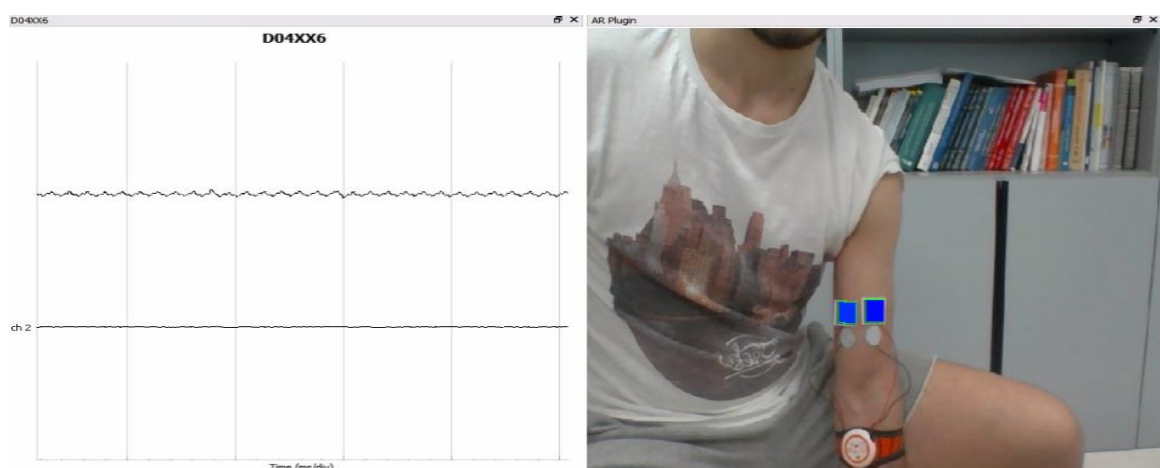 D04XX6
AR Plugin
D04XX6
ch 2
Time (ms/div)